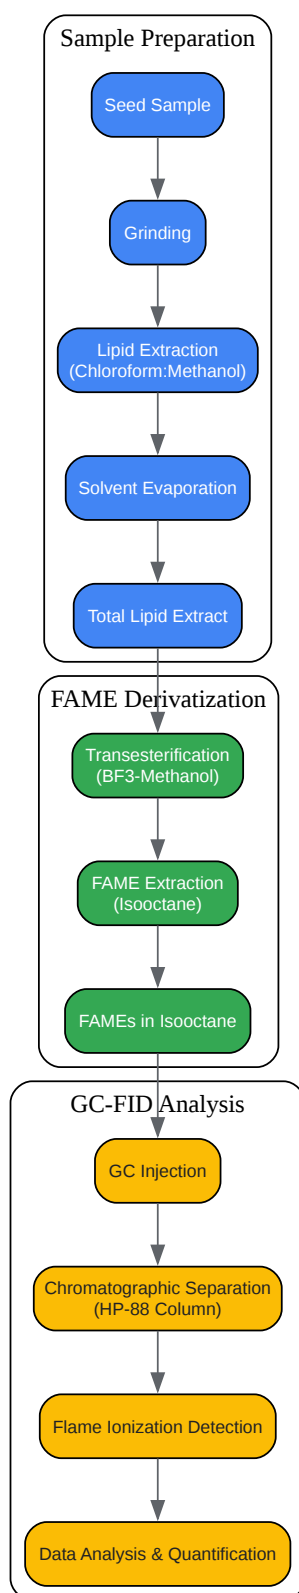 Sample Preparation
Seed Sample
Grinding
Lipid Extraction
(Chloroform:Methanol)
Solvent Evaporation
Total Lipid Extract
FAME Derivatization
Transesterification
(BF3-Methanol)
FAME Extraction
(Isooctane)
FAMEs in Isooctane
GC-FID Analysis
GC Injection
Chromatographic Separation
(HP-88 Column)
Flame Ionization Detection
Data Analysis & Quantification